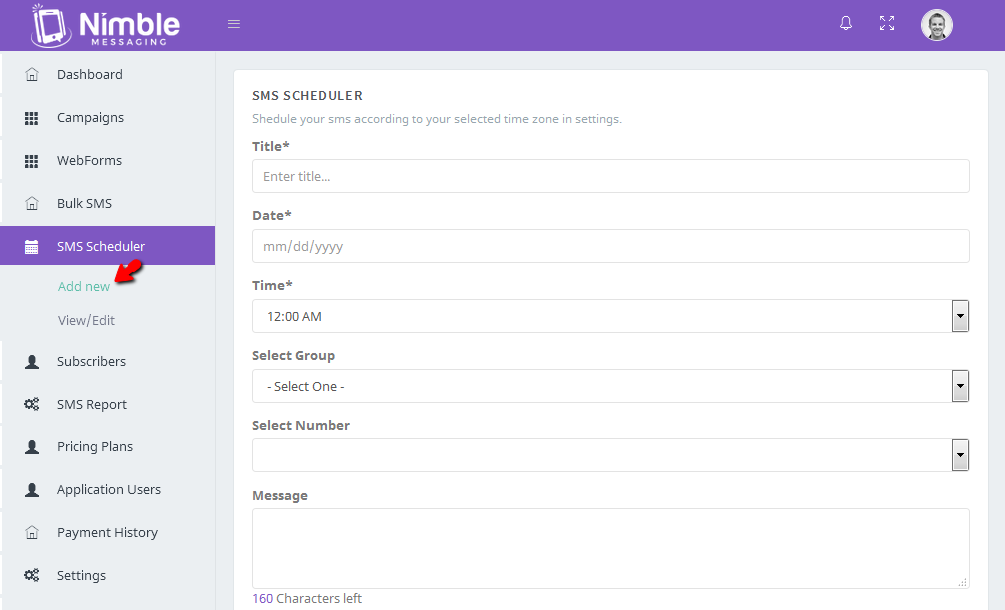 Nimble
MESSAGING
Dashboard
Campaigns
WebForms
Bulk SMS
SMS Scheduler
Add new
View/Edit
Subscribers
SMS Report
Pricing Plans
Application Users
Payment History
Settings
SMS SCHEDULER
Shedule your sms according to your selected time zone in settings.
Title*
Enter title...
Date*
mm/dd/yyyy
Time*
12:00 AM
Select Group
- Select One -
Select Number
Message
160 Characters left